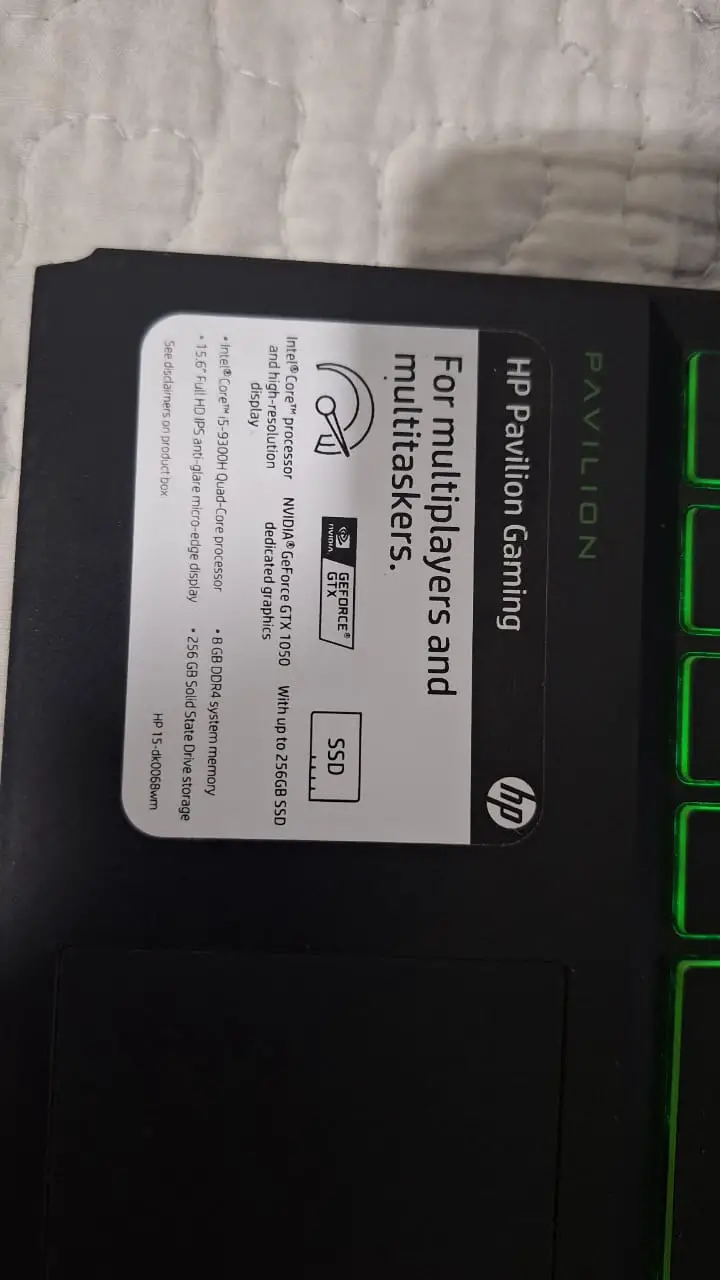 PAVILION
HP Pavilion Gaming
hp
For multiplayers and
multitaskers.
nVIDIA.
GEFORCE®
GTX
SSD
Intel® Core™ processor
and high-resolution
display
NVIDIA® GeForce GTX 1050
dedicated graphics
With up to 256GB SSD
• Intel® Core™ i5-9300H Quad-Core processor
• 15.6" Full HD IPS anti-glare micro-edge display
• 8 GB DDR4 system memory
• 256 GB Solid State Drive storage
See disclaimers on product box.
HP 15-dk0068wm